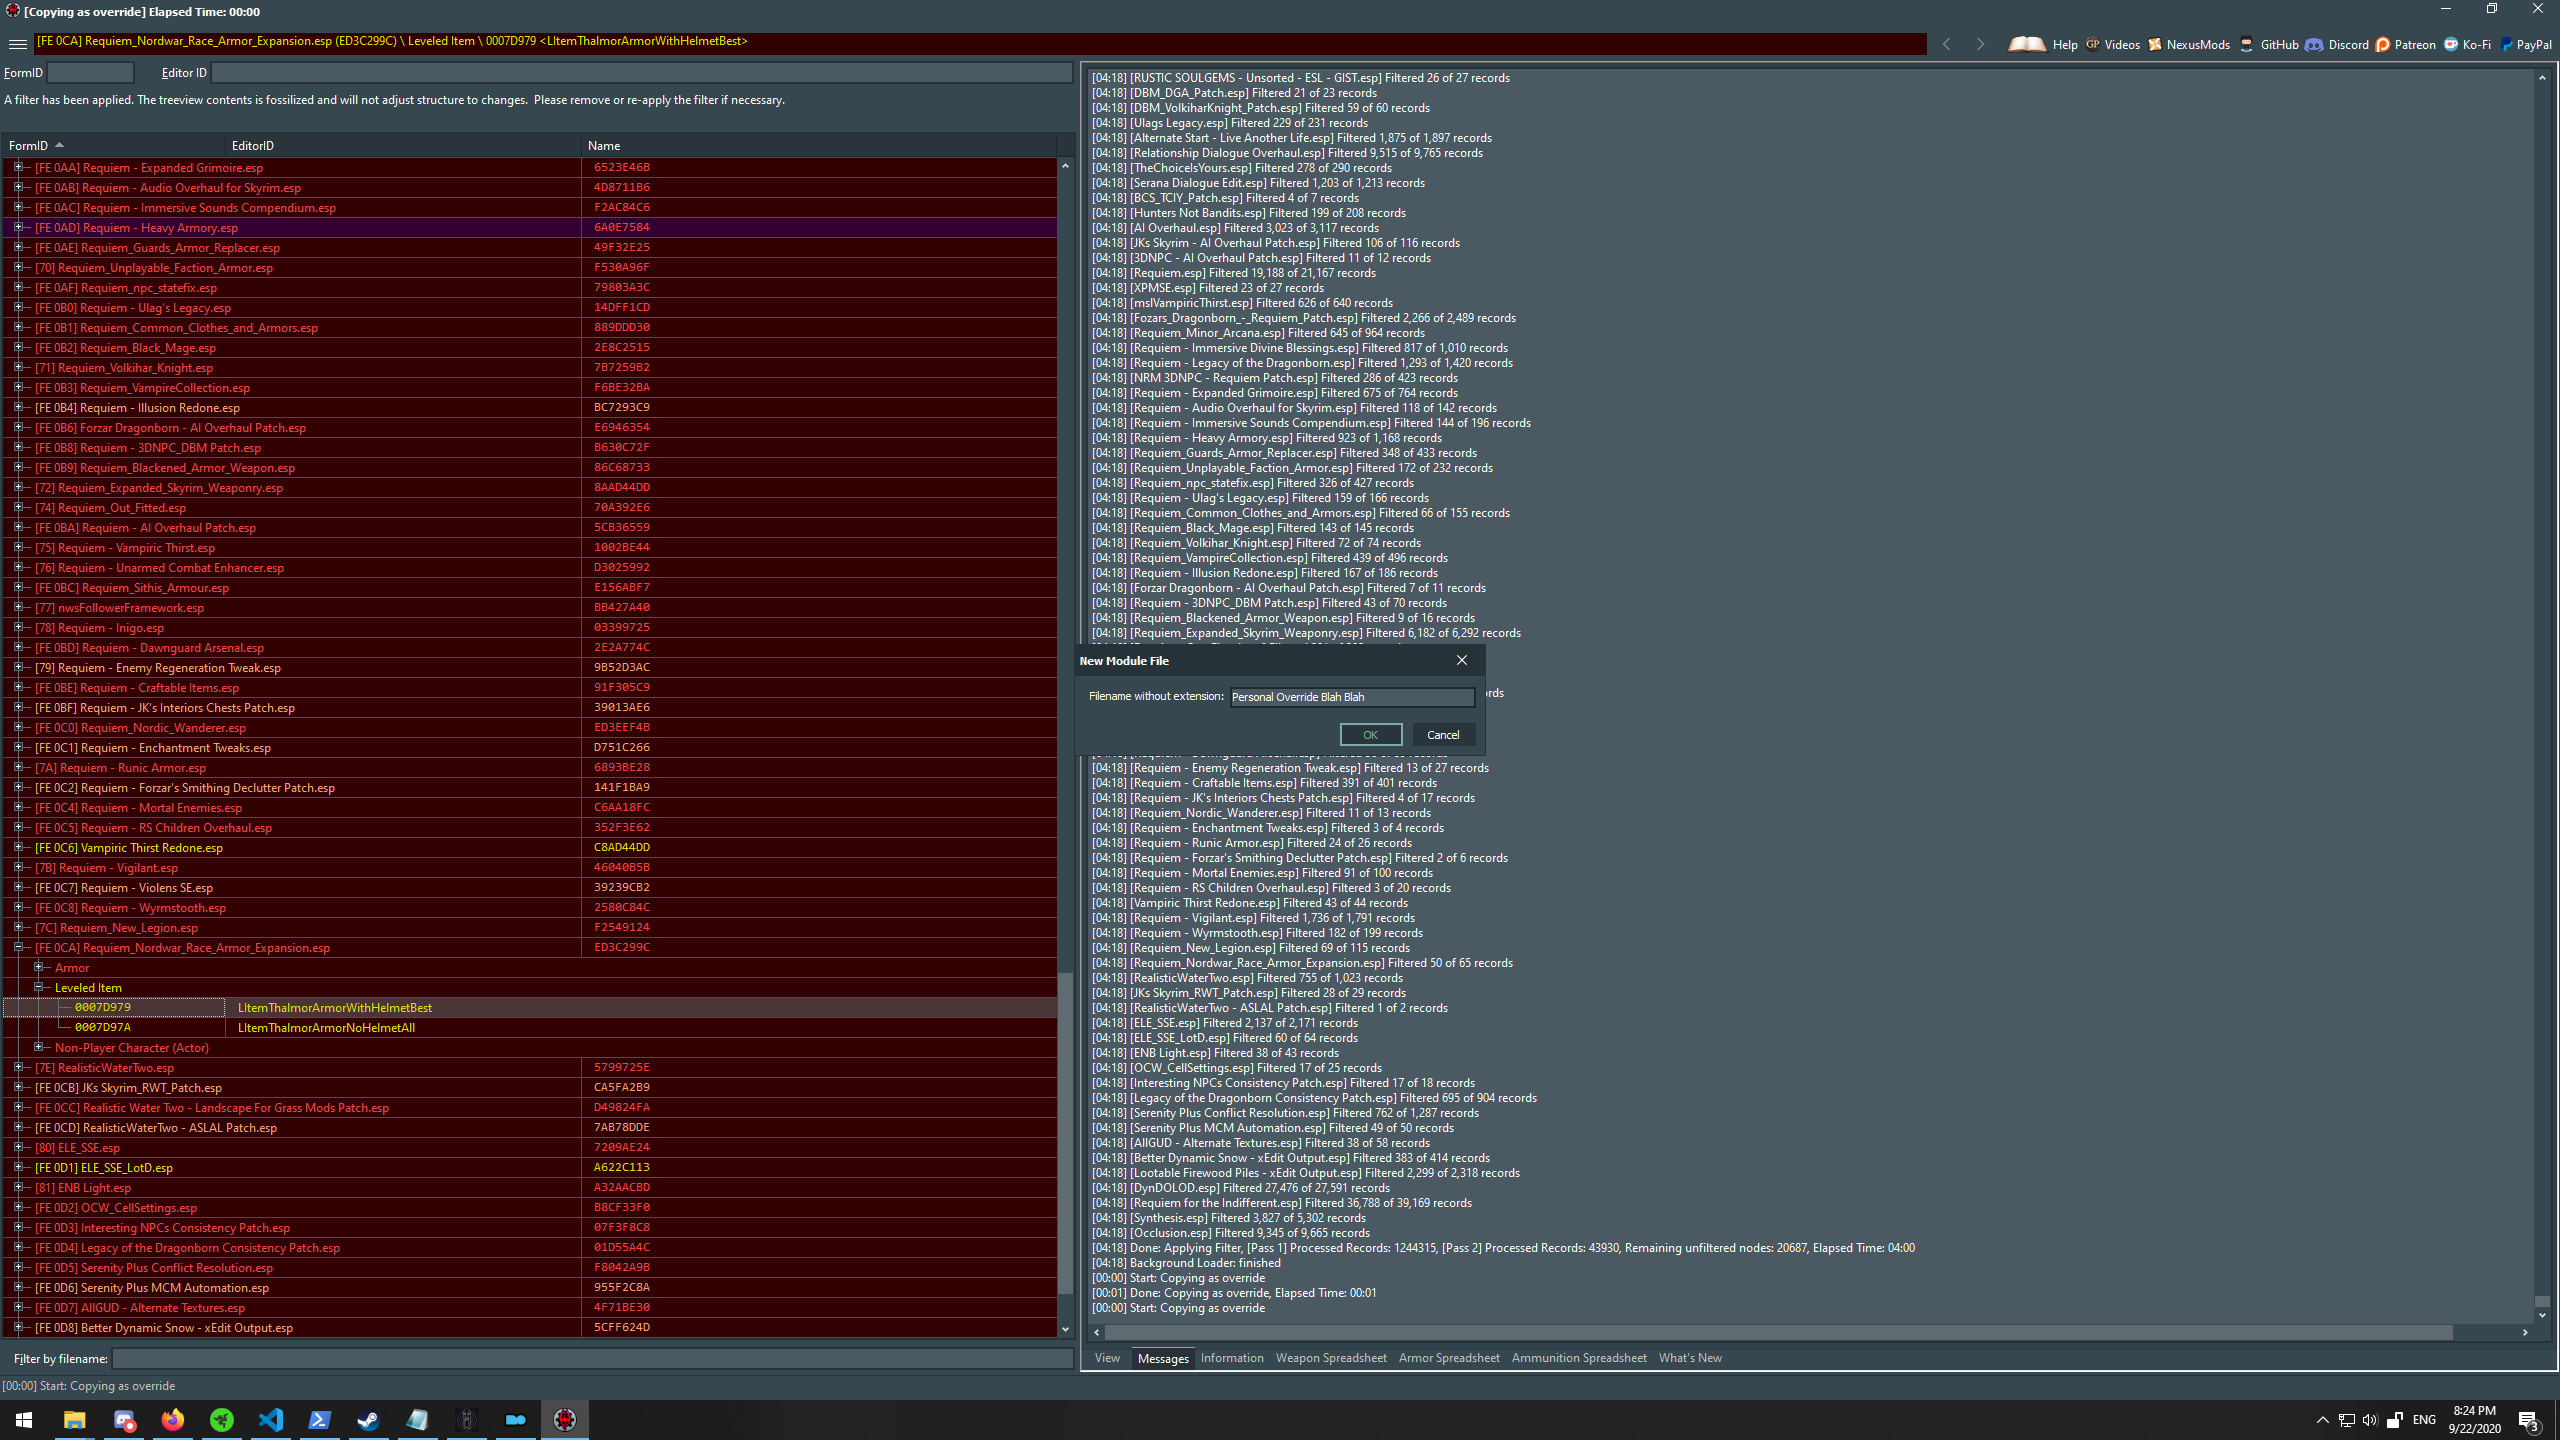 [Copying as override] Elapsed Time: 00:00
[FE 0CA] Requiem_Nordwar_Race_Armor_Expansion.esp (ED3C299C) \ Leveled Item \ 0007D979 <LItemThalmorArmorWithHelmetBest>
Help Videos NexusMods GitHub Discord Patreon Ko-Fi PayPal
FormID Editor ID
A filter has been applied. The treeview contents is fossilized and will not adjust structure to changes. Please remove or re-apply the filter if necessary.
FormID EditorID Name
[FE 0AA] Requiem - Expanded Grimoire.esp 6523E46B
[FE 0AB] Requiem - Audio Overhaul for Skyrim.esp 4D8711B6
[FE 0AC] Requiem - Immersive Sounds Compendium.esp F2AC84C6
[FE 0AD] Requiem - Heavy Armory.esp 6A0E7584
[FE 0AE] Requiem_Guards_Armor_Replacer.esp 49F32E25
[70] Requiem_Unplayable_Faction_Armor.esp F530A96F
[FE 0AF] Requiem_npc_statefix.esp 79803A3C
[FE 0B0] Requiem - Ulag's Legacy.esp 14DFF1CD
[FE 0B1] Requiem_Common_Clothes_and_Armors.esp 889DDD30
[FE 0B2] Requiem_Black_Mage.esp 2E8C2515
[71] Requiem_Volkihar_Knight.esp 7B7259B2
[FE 0B3] Requiem_VampireCollection.esp F6BE32BA
[FE 0B4] Requiem - Illusion Redone.esp BC7293C9
[FE 0B6] Forzar Dragonborn - AI Overhaul Patch.esp E6946354
[FE 0B8] Requiem - 3DNPC_DBM Patch.esp B630C72F
[FE 0B9] Requiem_Blackened_Armor_Weapon.esp 86C68733
[72] Requiem_Expanded_Skyrim_Weaponry.esp 8AAD44DD
[74] Requiem_Out_Fitted.esp 70A392E6
[FE 0BA] Requiem - AI Overhaul Patch.esp 5CB36559
[75] Requiem - Vampiric Thirst.esp 1002BE44
[76] Requiem - Unarmed Combat Enhancer.esp D3025992
[FE 0BC] Requiem_Sithis_Armour.esp E156ABF7
[77] nwsFollowerFramework.esp BB427A40
[78] Requiem - Inigo.esp 03399725
[FE 0BD] Requiem - Dawnguard Arsenal.esp 2E2A774C
[79] Requiem - Enemy Regeneration Tweak.esp 9B52D3AC
[FE 0BE] Requiem - Craftable Items.esp 91F305C9
[FE 0BF] Requiem - JK's Interiors Chests Patch.esp 39013AE6
[FE 0C0] Requiem_Nordic_Wanderer.esp ED3EEF4B
[FE 0C1] Requiem - Enchantment Tweaks.esp D751C266
[7A] Requiem - Runic Armor.esp 6893BE28
[FE 0C2] Requiem - Forzar's Smithing Declutter Patch.esp 141F1BA9
[FE 0C4] Requiem - Mortal Enemies.esp C6AA18FC
[FE 0C5] Requiem - RS Children Overhaul.esp 352F3E62
[FE 0C6] Vampiric Thirst Redone.esp C8AD44DD
[7B] Requiem - Vigilant.esp 46040B5B
[FE 0C7] Requiem - Violens SE.esp 39239CB2
[FE 0C8] Requiem - Wyrmstooth.esp 2580C84C
[7C] Requiem_New_Legion.esp F2549124
[FE 0CA] Requiem_Nordwar_Race_Armor_Expansion.esp ED3C299C
Armor
Leveled Item
0007D979 LItemThalmorArmorWithHelmetBest
0007D97A LItemThalmorArmorNoHelmetAll
Non-Player Character (Actor)
[7E] RealisticWaterTwo.esp 5799725E
[FE 0CB] JKs Skyrim_RWT_Patch.esp CA5FA2B9
[FE 0CC] Realistic Water Two - Landscape For Grass Mods Patch.esp D49824FA
[FE 0CD] RealisticWaterTwo - ASLAL Patch.esp 7AB78DDE
[80] ELE_SSE.esp 7209AE24
[FE 0D1] ELE_SSE_LotD.esp A622C113
[81] ENB Light.esp A32AACBD
[FE 0D2] OCW_CellSettings.esp B8CF33F0
[FE 0D3] Interesting NPCs Consistency Patch.esp 07F3F8C8
[FE 0D4] Legacy of the Dragonborn Consistency Patch.esp 01D55A4C
[FE 0D5] Serenity Plus Conflict Resolution.esp F8042A9B
[FE 0D6] Serenity Plus MCM Automation.esp 955F2C8A
[FE 0D7] AllGUD - Alternate Textures.esp 4F71BE30
[FE 0D8] Better Dynamic Snow - xEdit Output.esp 5CFF624D
Filter by filename:
[00:00] Start: Copying as override
[04:18] [RUSTIC SOULGEMS - Unsorted - ESL - GIST.esp] Filtered 26 of 27 records
[04:18] [DBM_DGA_Patch.esp] Filtered 21 of 23 records
[04:18] [DBM_VolkiharKnight_Patch.esp] Filtered 59 of 60 records
[04:18] [Ulags Legacy.esp] Filtered 229 of 231 records
[04:18] [Alternate Start - Live Another Life.esp] Filtered 1,875 of 1,897 records
[04:18] [Relationship Dialogue Overhaul.esp] Filtered 9,515 of 9,765 records
[04:18] [TheChoiceIsYours.esp] Filtered 278 of 290 records
[04:18] [Serana Dialogue Edit.esp] Filtered 1,203 of 1,213 records
[04:18] [BCS_TCIY_Patch.esp] Filtered 4 of 7 records
[04:18] [Hunters Not Bandits.esp] Filtered 199 of 208 records
[04:18] [AI Overhaul.esp] Filtered 3,023 of 3,117 records
[04:18] [JKs Skyrim - AI Overhaul Patch.esp] Filtered 106 of 116 records
[04:18] [3DNPC - AI Overhaul Patch.esp] Filtered 11 of 12 records
[04:18] [Requiem.esp] Filtered 19,188 of 21,167 records
[04:18] [XPMSE.esp] Filtered 23 of 27 records
[04:18] [mslVampiricThirst.esp] Filtered 626 of 640 records
[04:18] [Fozars_Dragonborn_-_Requiem_Patch.esp] Filtered 2,266 of 2,489 records
[04:18] [Requiem_Minor_Arcana.esp] Filtered 645 of 964 records
[04:18] [Requiem - Immersive Divine Blessings.esp] Filtered 817 of 1,010 records
[04:18] [Requiem - Legacy of the Dragonborn.esp] Filtered 1,293 of 1,420 records
[04:18] [NRM 3DNPC - Requiem Patch.esp] Filtered 286 of 423 records
[04:18] [Requiem - Expanded Grimoire.esp] Filtered 675 of 764 records
[04:18] [Requiem - Audio Overhaul for Skyrim.esp] Filtered 118 of 142 records
[04:18] [Requiem - Immersive Sounds Compendium.esp] Filtered 144 of 196 records
[04:18] [Requiem - Heavy Armory.esp] Filtered 923 of 1,168 records
[04:18] [Requiem_Guards_Armor_Replacer.esp] Filtered 348 of 433 records
[04:18] [Requiem_Unplayable_Faction_Armor.esp] Filtered 172 of 232 records
[04:18] [Requiem_npc_statefix.esp] Filtered 326 of 427 records
[04:18] [Requiem - Ulag's Legacy.esp] Filtered 159 of 166 records
[04:18] [Requiem_Common_Clothes_and_Armors.esp] Filtered 66 of 155 records
[04:18] [Requiem_Black_Mage.esp] Filtered 143 of 145 records
[04:18] [Requiem_Volkihar_Knight.esp] Filtered 72 of 74 records
[04:18] [Requiem_VampireCollection.esp] Filtered 439 of 496 records
[04:18] [Requiem - Illusion Redone.esp] Filtered 167 of 186 records
[04:18] [Forzar Dragonborn - AI Overhaul Patch.esp] Filtered 7 of 11 records
[04:18] [Requiem - 3DNPC_DBM Patch.esp] Filtered 43 of 70 records
[04:18] [Requiem_Blackened_Armor_Weapon.esp] Filtered 9 of 16 records
[04:18] [Requiem_Expanded_Skyrim_Weaponry.esp] Filtered 6,182 of 6,292 records
New Module File
Filename without extension: Personal Override Blah Blah
OK Cancel
[04:18] [Requiem - Enemy Regeneration Tweak.esp] Filtered 13 of 27 records
[04:18] [Requiem - Craftable Items.esp] Filtered 391 of 401 records
[04:18] [Requiem - JK's Interiors Chests Patch.esp] Filtered 4 of 17 records
[04:18] [Requiem_Nordic_Wanderer.esp] Filtered 11 of 13 records
[04:18] [Requiem - Enchantment Tweaks.esp] Filtered 3 of 4 records
[04:18] [Requiem - Runic Armor.esp] Filtered 24 of 26 records
[04:18] [Requiem - Forzar's Smithing Declutter Patch.esp] Filtered 2 of 6 records
[04:18] [Requiem - Mortal Enemies.esp] Filtered 91 of 100 records
[04:18] [Requiem - RS Children Overhaul.esp] Filtered 3 of 20 records
[04:18] [Vampiric Thirst Redone.esp] Filtered 43 of 44 records
[04:18] [Requiem - Vigilant.esp] Filtered 1,736 of 1,791 records
[04:18] [Requiem - Wyrmstooth.esp] Filtered 182 of 199 records
[04:18] [Requiem_New_Legion.esp] Filtered 69 of 115 records
[04:18] [Requiem_Nordwar_Race_Armor_Expansion.esp] Filtered 50 of 65 records
[04:18] [RealisticWaterTwo.esp] Filtered 755 of 1,023 records
[04:18] [JKs Skyrim_RWT_Patch.esp] Filtered 28 of 29 records
[04:18] [RealisticWaterTwo - ASLAL Patch.esp] Filtered 1 of 2 records
[04:18] [ELE_SSE.esp] Filtered 2,137 of 2,171 records
[04:18] [ELE_SSE_LotD.esp] Filtered 60 of 64 records
[04:18] [ENB Light.esp] Filtered 38 of 43 records
[04:18] [OCW_CellSettings.esp] Filtered 17 of 25 records
[04:18] [Interesting NPCs Consistency Patch.esp] Filtered 17 of 18 records
[04:18] [Legacy of the Dragonborn Consistency Patch.esp] Filtered 695 of 904 records
[04:18] [Serenity Plus Conflict Resolution.esp] Filtered 762 of 1,287 records
[04:18] [Serenity Plus MCM Automation.esp] Filtered 49 of 50 records
[04:18] [AllGUD - Alternate Textures.esp] Filtered 38 of 58 records
[04:18] [Better Dynamic Snow - xEdit Output.esp] Filtered 383 of 414 records
[04:18] [Lootable Firewood Piles - xEdit Output.esp] Filtered 2,299 of 2,318 records
[04:18] [DynDOLOD.esp] Filtered 27,476 of 27,591 records
[04:18] [Requiem for the Indifferent.esp] Filtered 36,788 of 39,169 records
[04:18] [Synthesis.esp] Filtered 3,827 of 5,302 records
[04:18] [Occlusion.esp] Filtered 9,345 of 9,665 records
[04:18] Done: Applying Filter, [Pass 1] Processed Records: 1244315, [Pass 2] Processed Records: 43930, Remaining unfiltered nodes: 20687, Elapsed Time: 04:00
[04:18] Background Loader: finished
[00:00] Start: Copying as override
[00:01] Done: Copying as override, Elapsed Time: 00:01
[00:00] Start: Copying as override
View Messages Information Weapon Spreadsheet Armor Spreadsheet Ammunition Spreadsheet What's New
ENG
8:24 PM
9/22/2020
3